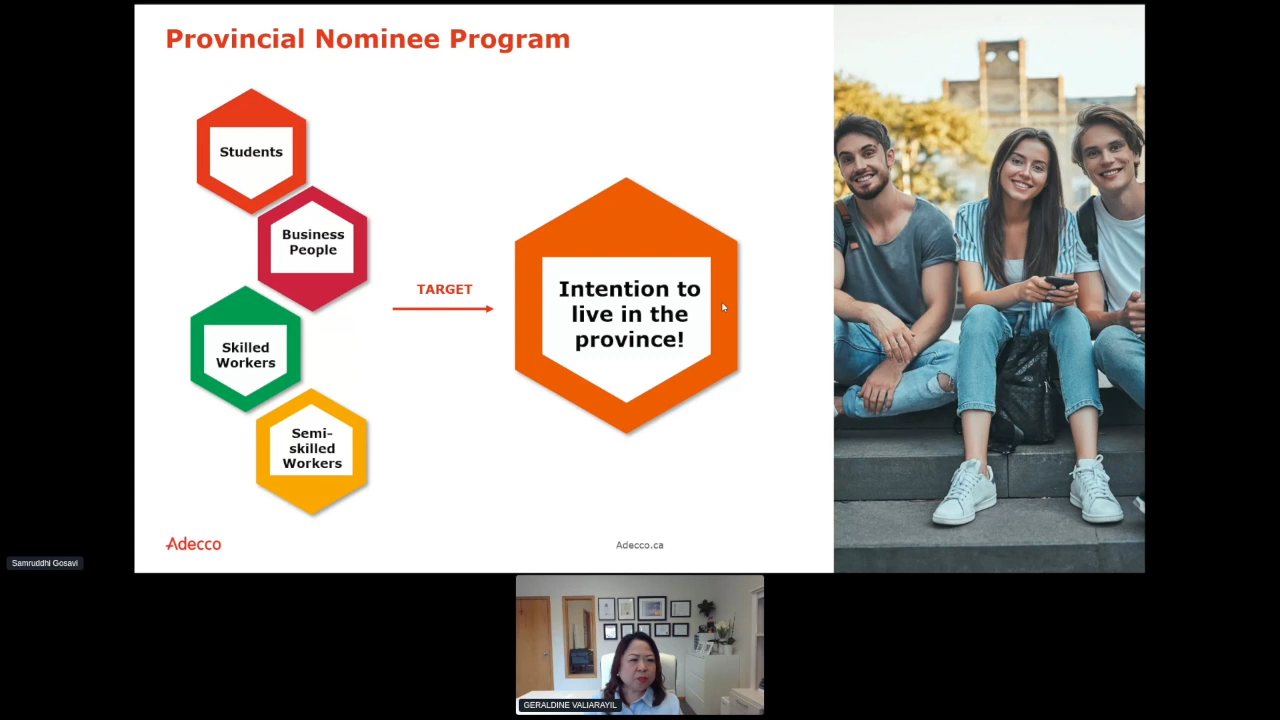 Provincial Nominee Program
Students
Business
People
Skilled
Workers
Semi-
skilled
Workers
TARGET
Intention to
live in the
province!
Adecco
Adecco.ca
Samruddhi Gosavi
GERALDINE VALIARAYIL